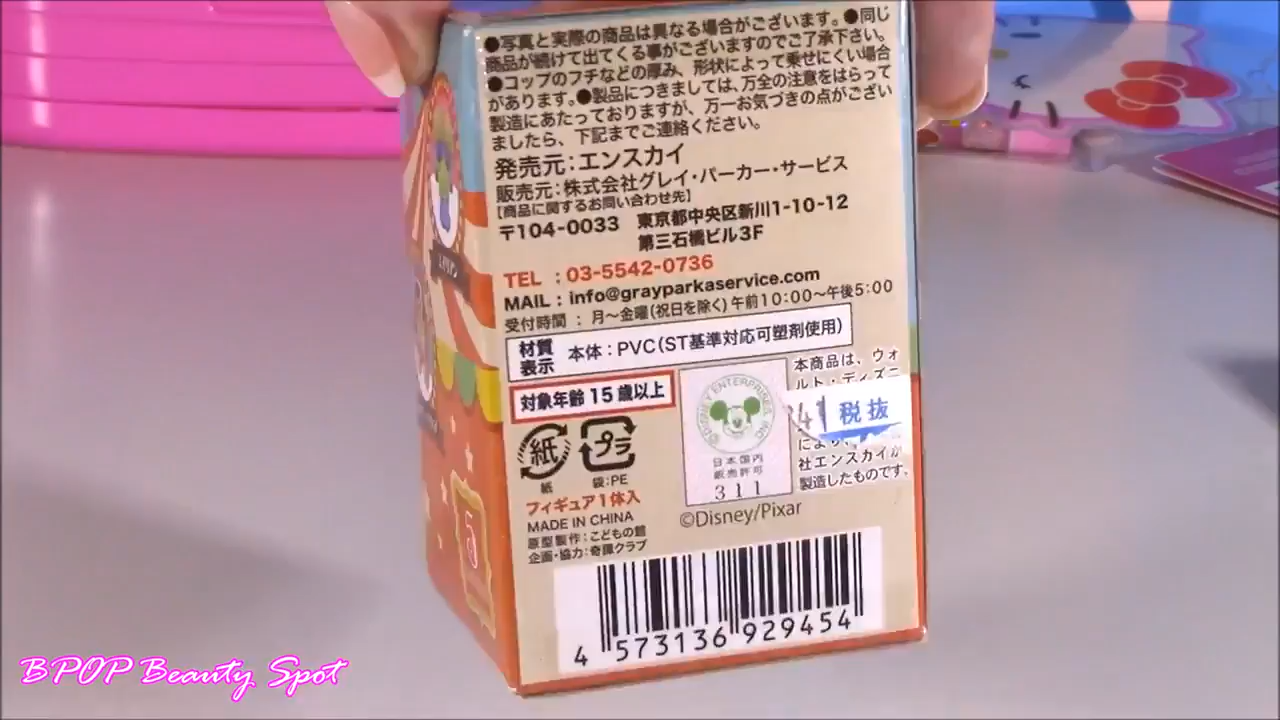 ●写真と実際の商品は異なる場合がございます。●同じ
商品が続けて出てくる事がございますのでご了承下さい。
●コップのフチなどの厚み、形状によって乗せにくい場合
があります。●製品につきましては、万全の注意をはらって
製造にあたっておりますが、万一お気づきの点がござい
ましたら、下記までご連絡ください。
発売元：エンスカイ
販売元：株式会社グレイ・パーカー・サービス
【商品に関するお問い合わせ先】
〒104-0033 東京都中央区新川1-10-12
第三石橋ビル3F
TEL ：03-5542-0736
MAIL：info@grayparkaservice.com
受付時間 ： 月〜金曜(祝日を除く)午前10:00〜午後5:00
材質
表示
本体：PVC(ST基準対応可塑剤使用)
対象年齢 15 歳以上
紙
プラ
紙
袋:PE
DISNEY ENTERPRISES, INC
日本国内
販売許可
311
本商品は、ウォ
ルト・ディズニ
税抜
により、
社エンスカイが
製造したものです。
フィギュア1体入
MADE IN CHINA
原型製作：こどもの館
企画・協力：奇譚クラブ
©Disney/Pixar
4 573136 929454
BPOP Beauty Spot